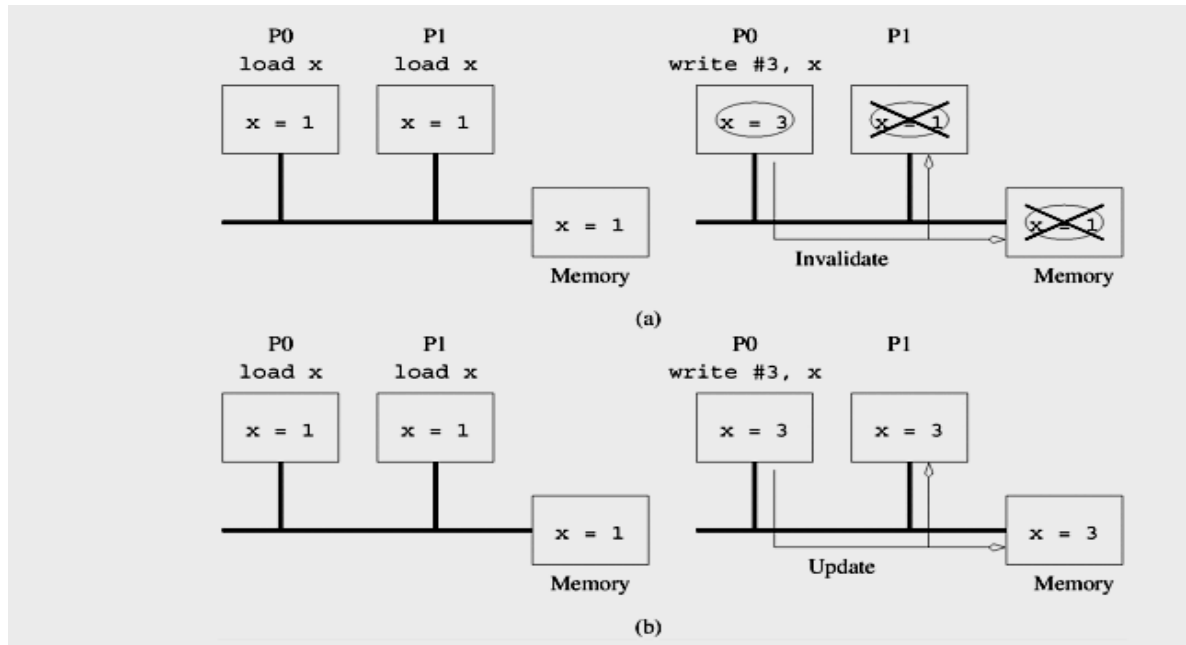 P0 P1 P0 P1
load x load x write #3, x
x = 1 x = 1 x = 3 x = 1
x = 1 x = 1
Invalidate
Memory Memory
(a)
P0 P1 P0 P1
load x load x write #3, x
x = 1 x = 1 x = 3 x = 3
x = 1 x = 3
Update
Memory Memory
(b)